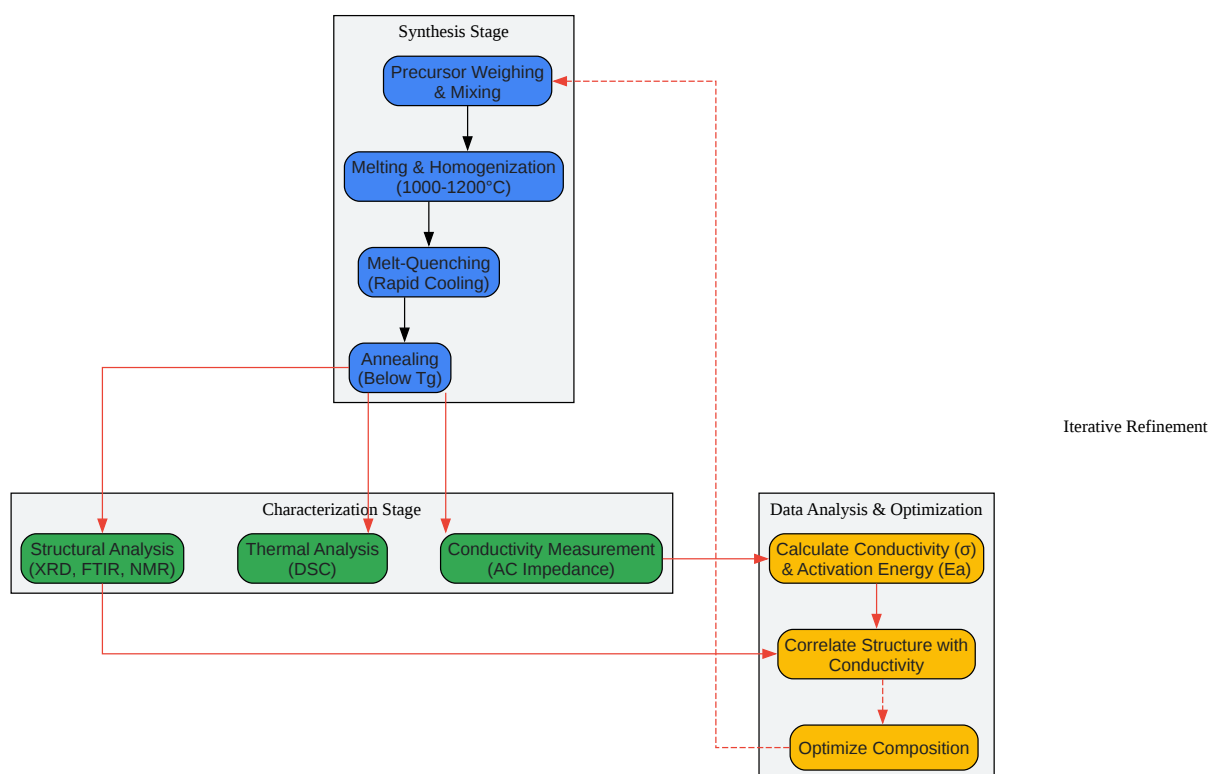 Synthesis Stage
Precursor Weighing
& Mixing
Melting & Homogenization
(1000-1200°C)
Melt-Quenching
(Rapid Cooling)
Annealing
(Below Tg)
Iterative Refinement
Characterization Stage
Structural Analysis
(XRD, FTIR, NMR)
Thermal Analysis
(DSC)
Conductivity Measurement
(AC Impedance)
Data Analysis & Optimization
Calculate Conductivity (σ)
& Activation Energy (Ea)
Correlate Structure with
Conductivity
Optimize Composition